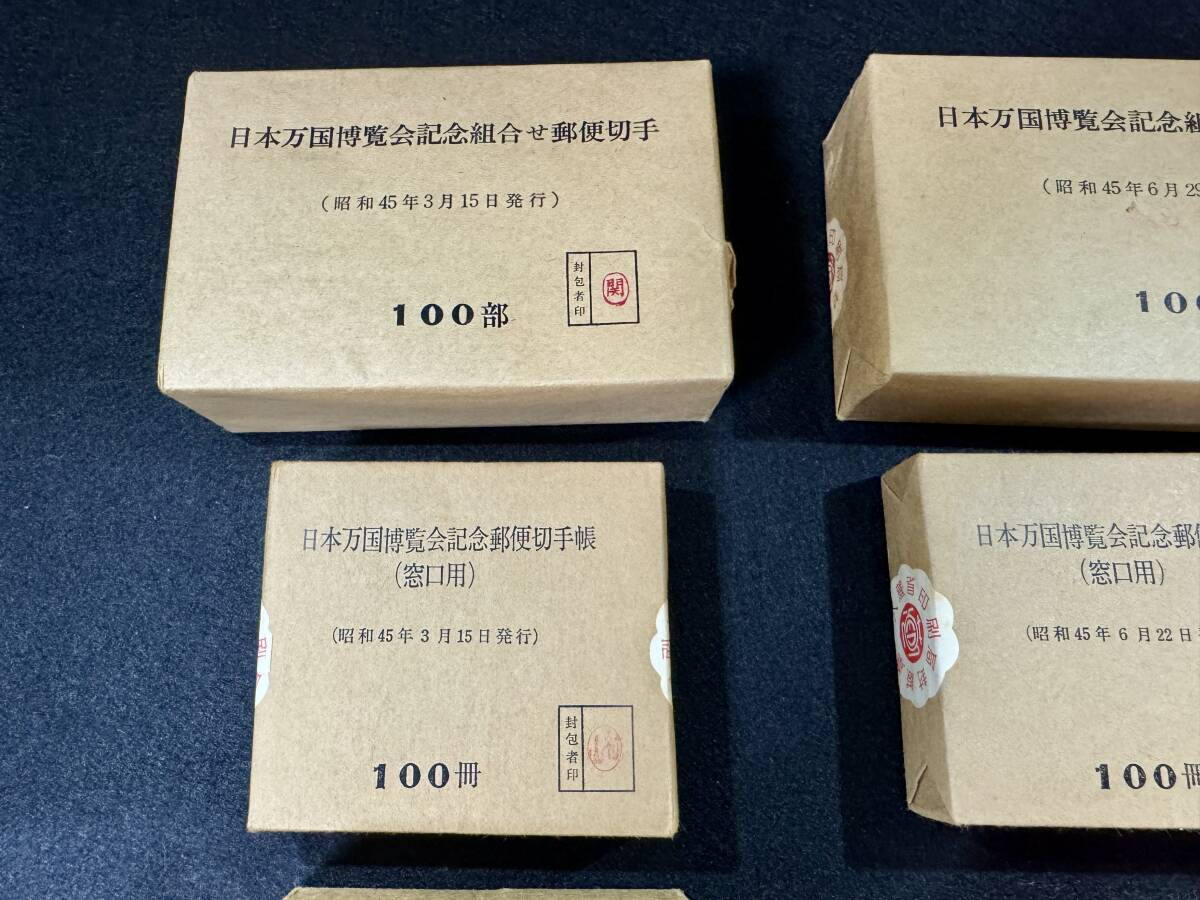 日本万国博覧会記念組合せ郵便切手
(昭和45年3月15日発行)
100部
封包者印
関
日本万国博覧会記念組
(昭和45年6月29
10
日本万国博覧会記念郵便切手帳
(窓口用)
(昭和45年3月15日発行)
100冊
封包者印
日本万国博覧会記念郵便
(窓口用)
(昭和45年6月22日
100冊
省印刷局